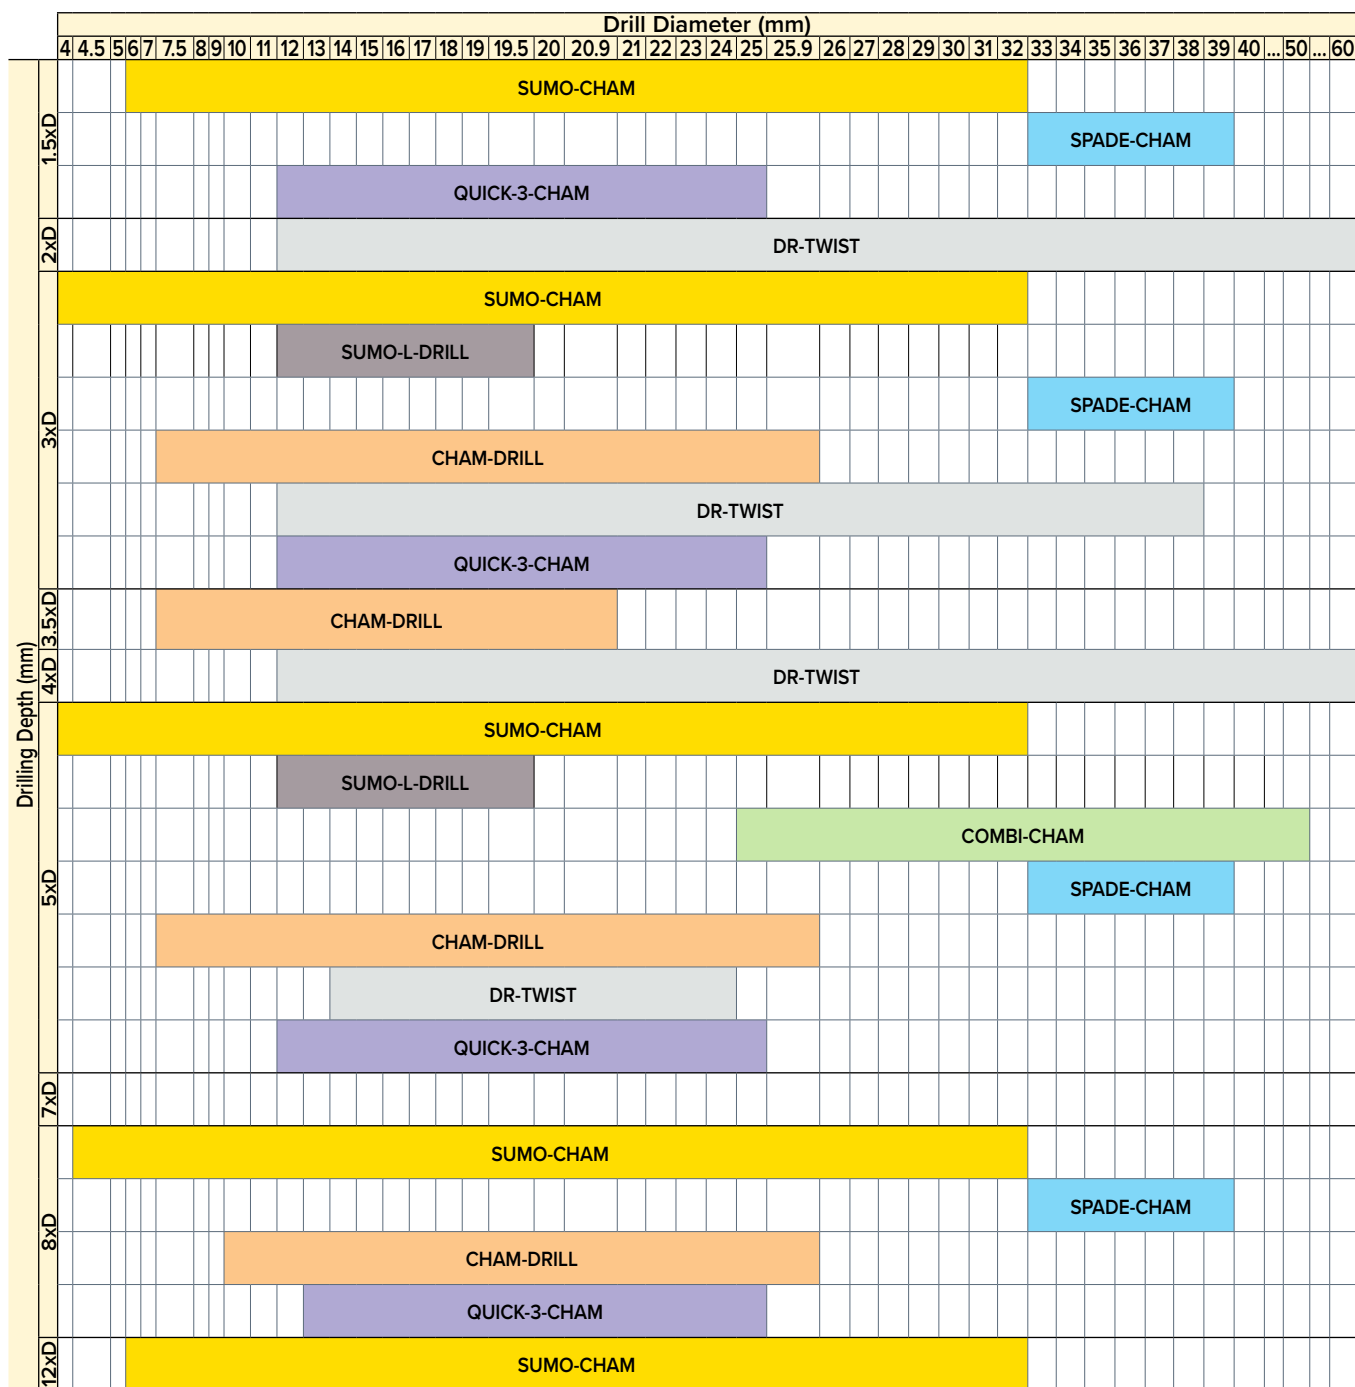 Drill Diameter (mm)
4 4.5 5 6 7 7.5 8 9 10 11 12 13 14 15 16 17 18 19 19.5 20 20.9 21 22 23 24 25 25.9 26 27 28 29 30 31 32 33 34 35 36 37 38 39 40 ... 50 ... 60
Drilling Depth (mm)
1.5xD
SUMO-CHAM
SPADE-CHAM
QUICK-3-CHAM
2xD
DR-TWIST
3xD
SUMO-CHAM
SUMO-L-DRILL
SPADE-CHAM
CHAM-DRILL
DR-TWIST
QUICK-3-CHAM
3.5xD
CHAM-DRILL
4xD
DR-TWIST
5xD
SUMO-CHAM
SUMO-L-DRILL
COMBI-CHAM
SPADE-CHAM
CHAM-DRILL
DR-TWIST
QUICK-3-CHAM
7xD
8xD
SUMO-CHAM
SPADE-CHAM
CHAM-DRILL
QUICK-3-CHAM
12xD
SUMO-CHAM